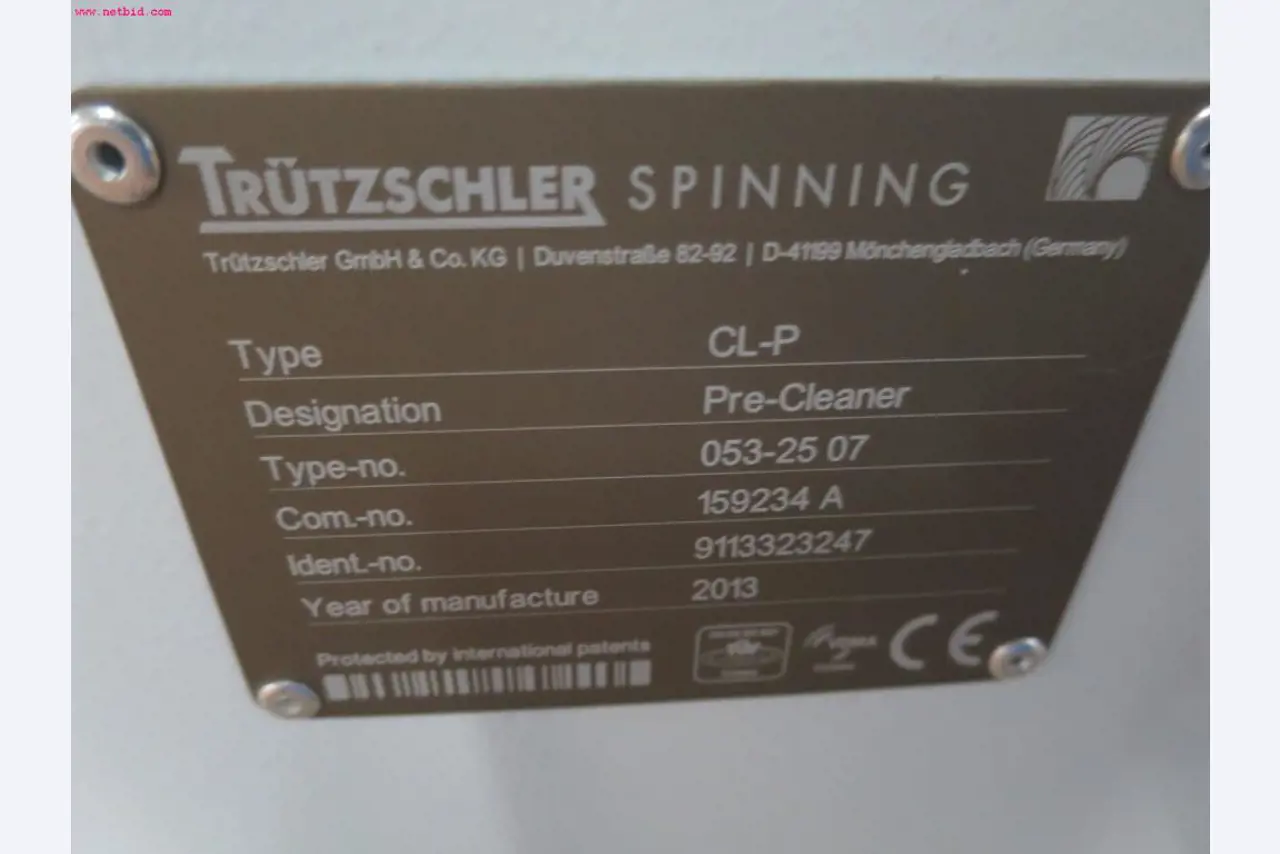 www.netbid.com
TRÜTZSCHLER SPINNING
Trützschler GmbH & Co. KG | Duvenstraße 82-92 | D-41199 Mönchengladbach (Germany)
Type CL-P
Designation Pre-Cleaner
Type-no. 053-25 07
Com.-no. 159234 A
Ident.-no. 9113323247
Year of manufacture 2013
Protected by international patents
TÜV
CE